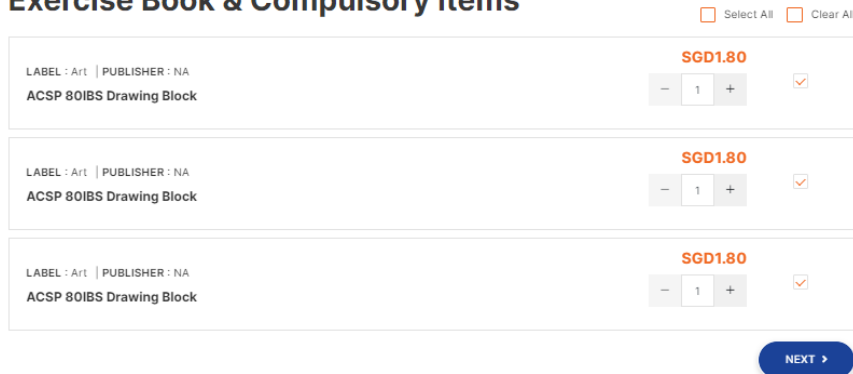 Exercise Book & Compulsory Items
Select All Clear All
SGD1.80
LABEL : Art | PUBLISHER : NA
− 1 +
ACSP 80IBS Drawing Block
SGD1.80
LABEL : Art | PUBLISHER : NA
− 1 +
ACSP 80IBS Drawing Block
SGD1.80
LABEL : Art | PUBLISHER : NA
− 1 +
ACSP 80IBS Drawing Block
NEXT >